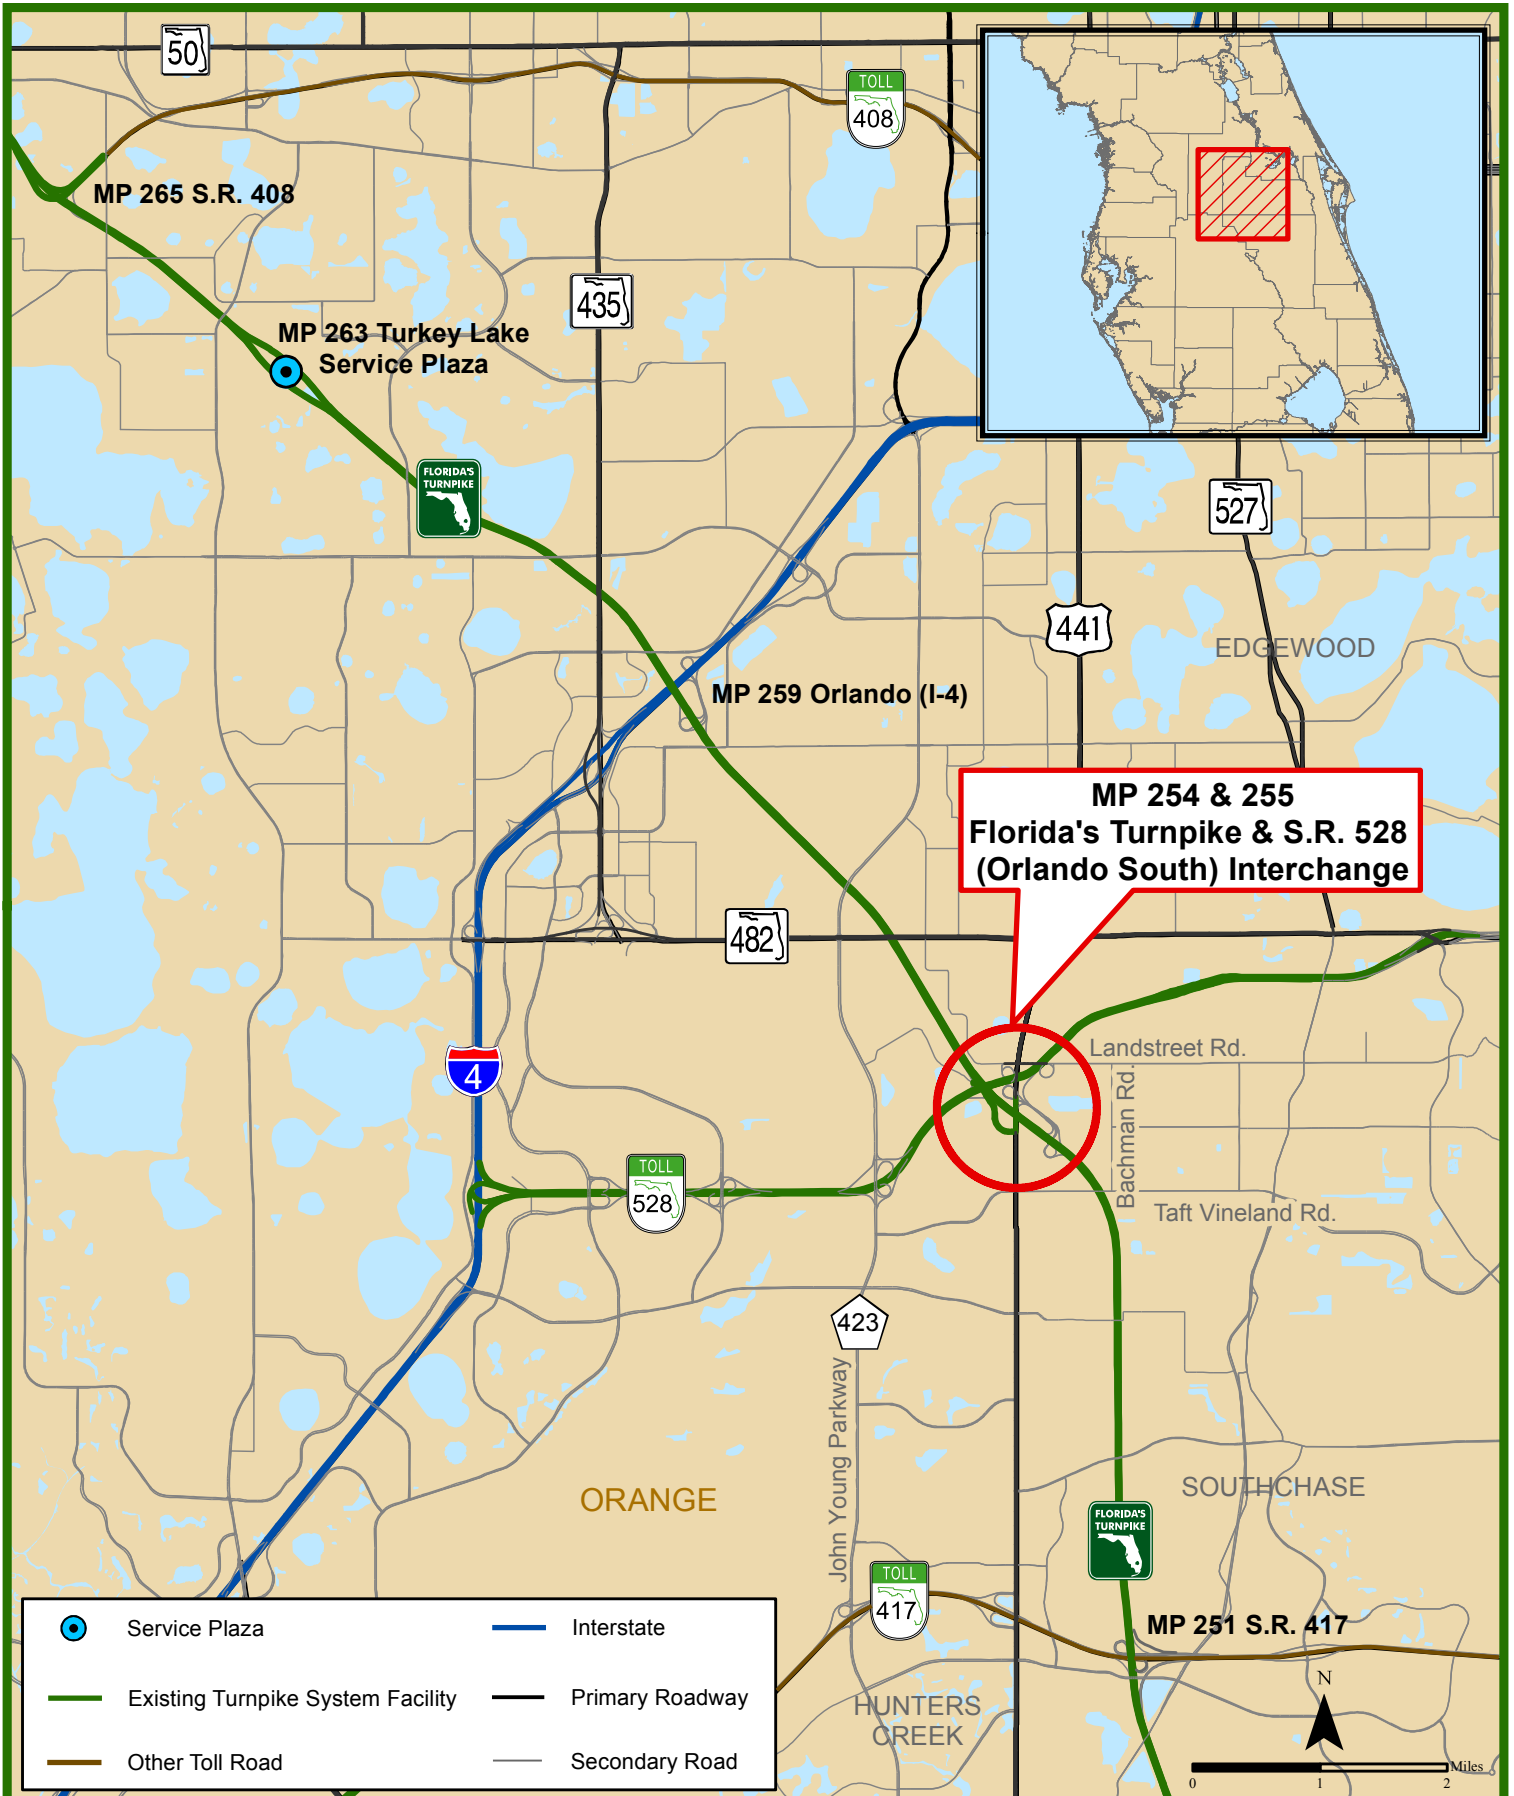 50
TOLL
408
MP 265 S.R. 408
435
MP 263 Turkey Lake
Service Plaza
FLORIDA'S
TURNPIKE
527
441
EDGEWOOD
MP 259 Orlando (I-4)
MP 254 & 255
Florida's Turnpike & S.R. 528
(Orlando South) Interchange
482
Landstreet Rd.
4
Bachman Rd.
TOLL
528
Taft Vineland Rd.
423
John Young Parkway
ORANGE
SOUTHCHASE
FLORIDA'S
TURNPIKE
TOLL
417
MP 251 S.R. 417
HUNTERS
CREEK
Service Plaza
Interstate
Existing Turnpike System Facility
Primary Roadway
Other Toll Road
Secondary Road
N
Miles
0 1 2